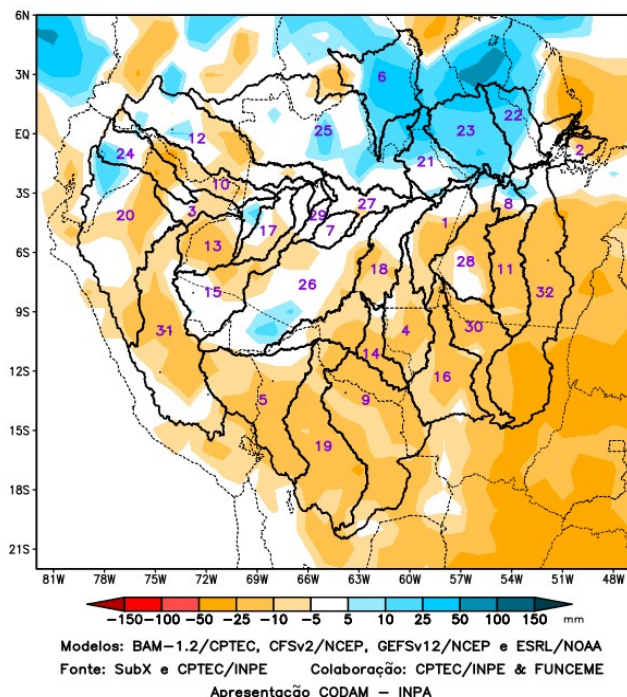 6N
3N
6
12
25
23
22
EQ
24
21
2
10
3S
20
3
17
29
7
27
1
8
13
6S
15
26
18
28
11
32
9S
31
14
4
30
12S
5
9
16
15S
19
18S
21S
81W 78W 75W 72W 69W 66W 63W 60W 57W 54W 51W 48W
-150 -100 -50 -25 -10 -5 5 10 25 50 100 150 mm
Modelos: BAM-1.2/CPTEC, CFSv2/NCEP, GEFSv12/NCEP e ESRL/NOAA
Fonte: SubX e CPTEC/INPE Colaboração: CPTEC/INPE & FUNCEME
Apresentação CODAM - INPA